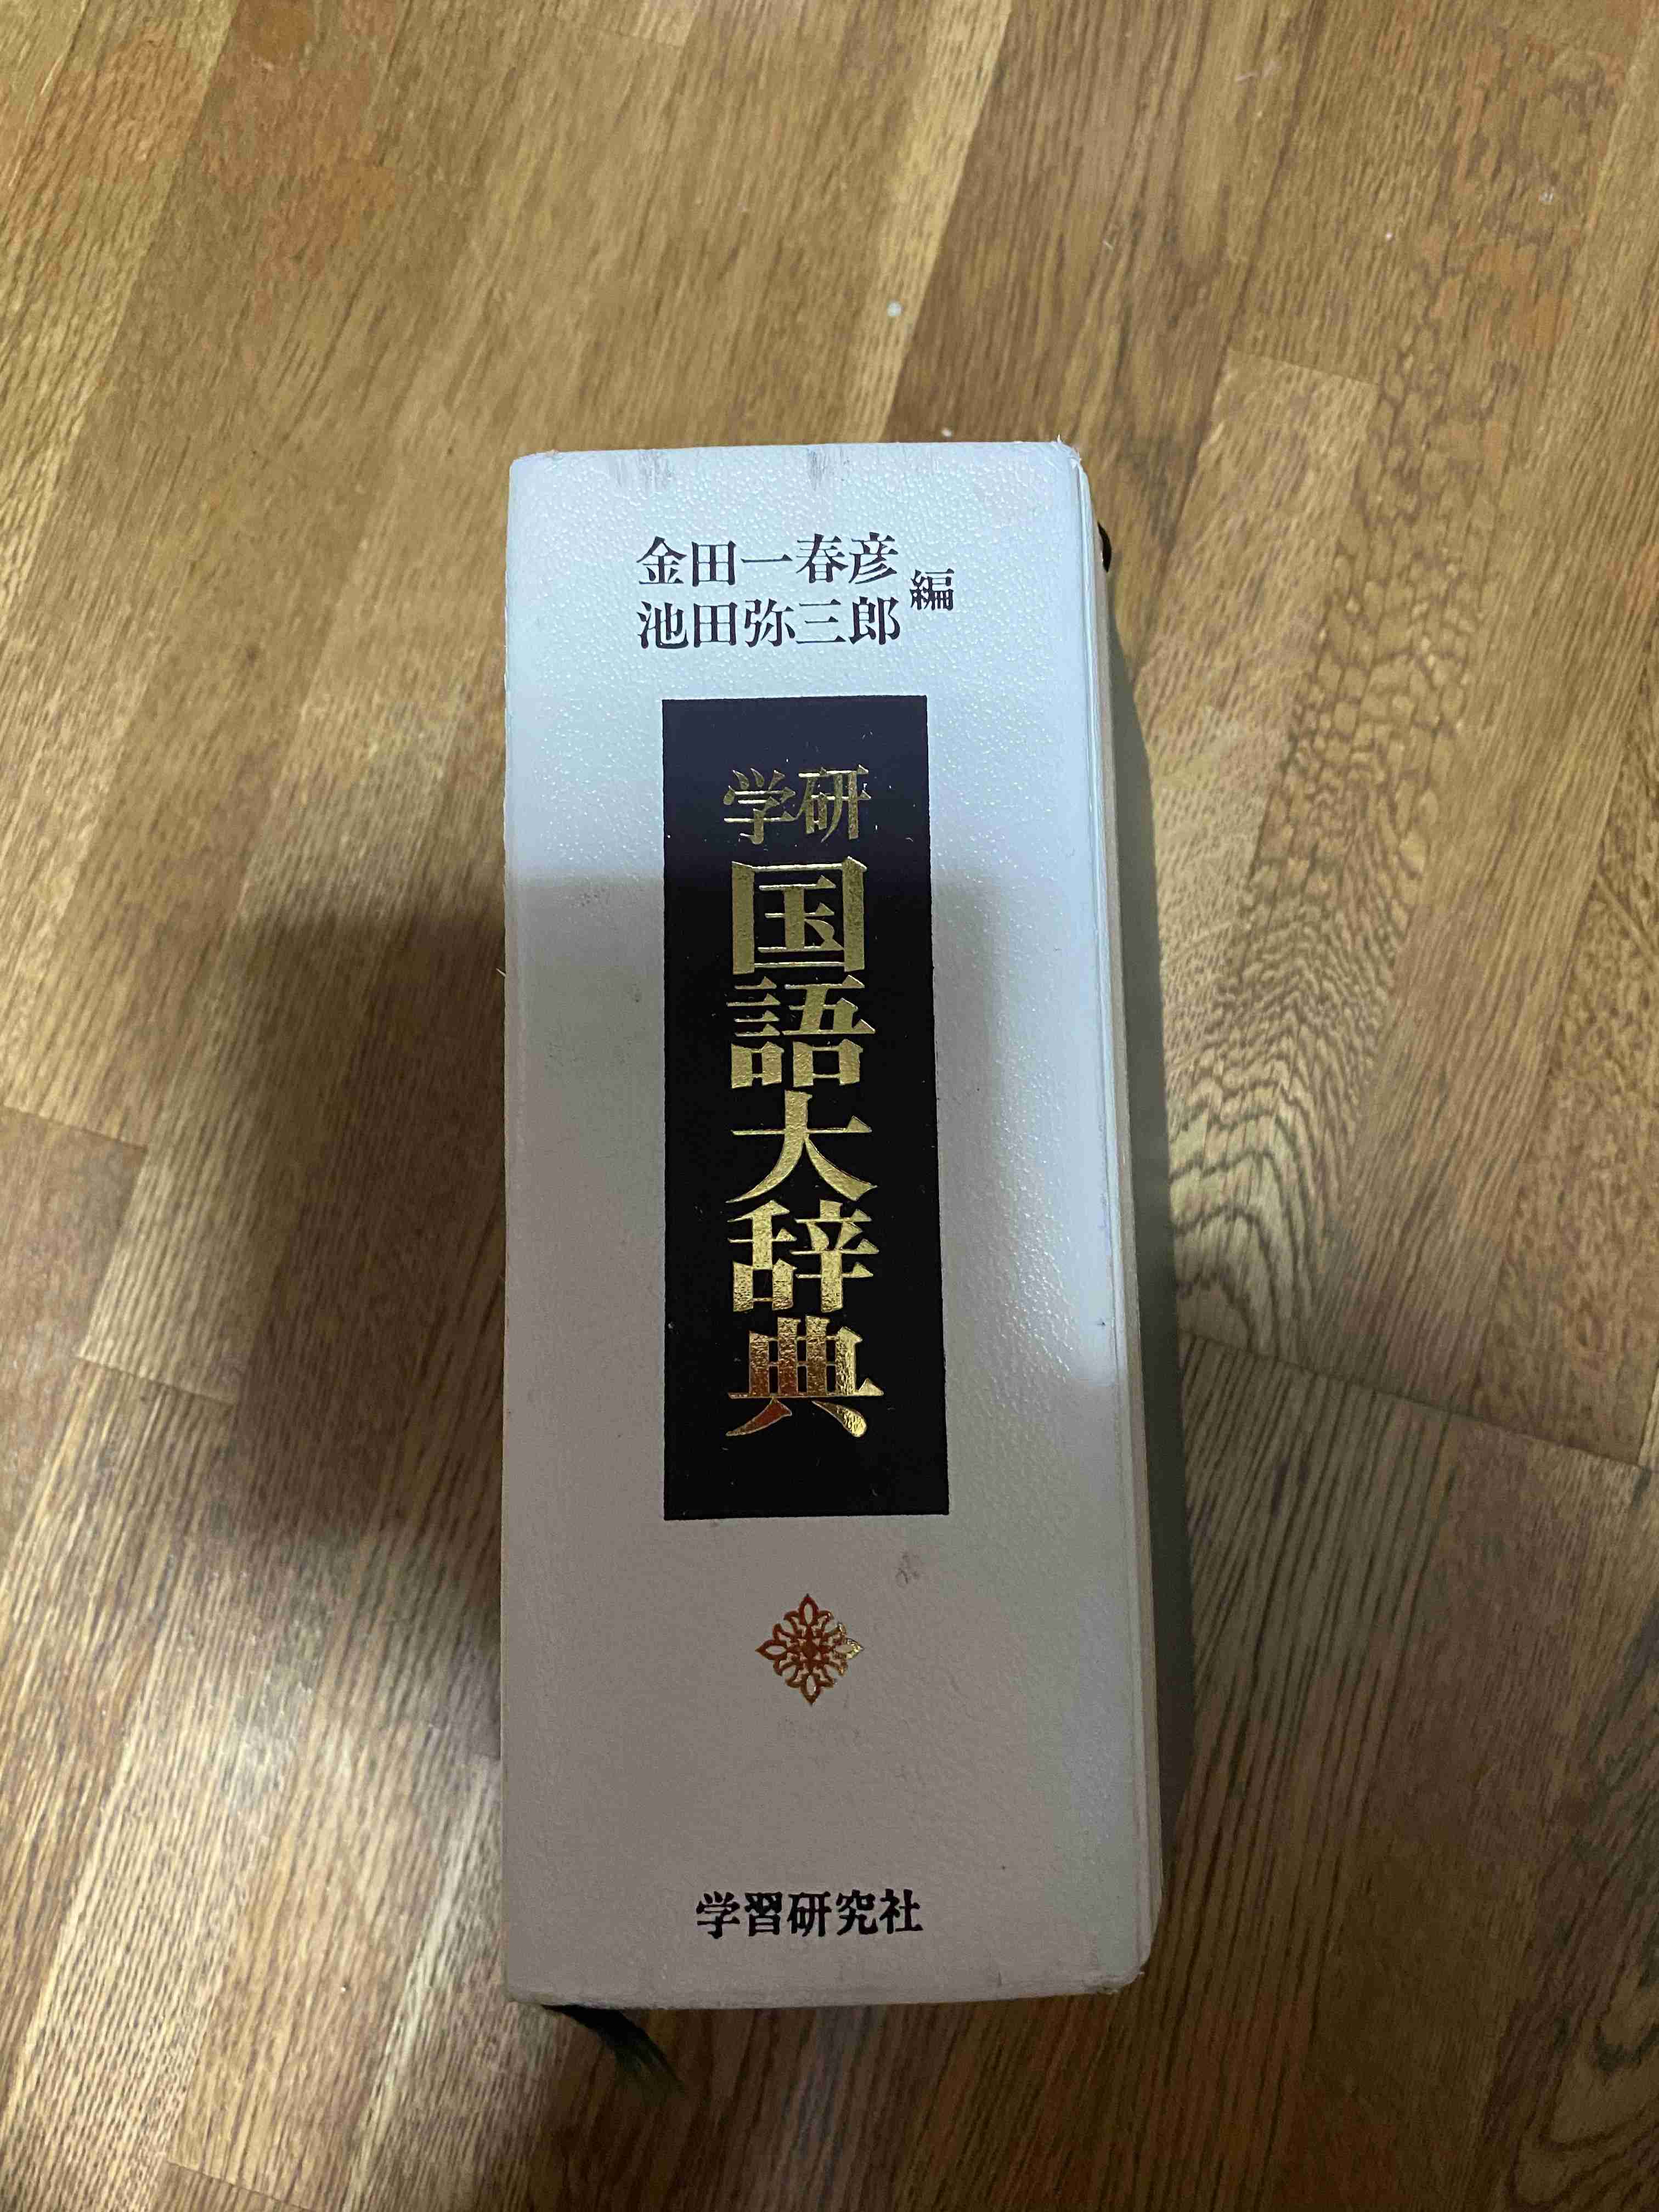 金田一春彦
池田弥三郎
編
学研
国語大辞典
学習研究社